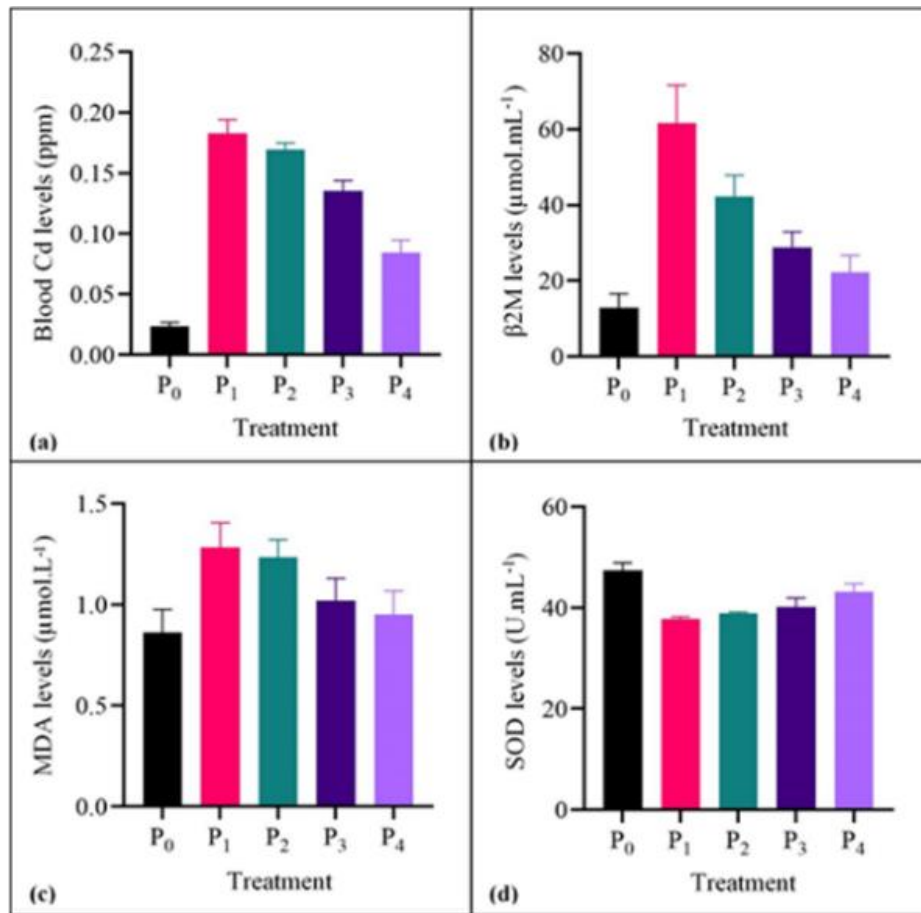 Blood Cd levels (ppm)
0.25
0.20
0.15
0.10
0.05
0.00
P₀ P₁ P₂ P₃ P₄
Treatment
(a)
β2M levels (μmol.mL⁻¹)
80
60
40
20
0
P₀ P₁ P₂ P₃ P₄
Treatment
(b)
MDA levels (μmol.L⁻¹)
1.5
1.0
0.5
0.0
P₀ P₁ P₂ P₃ P₄
Treatment
(c)
SOD levels (U.mL⁻¹)
60
40
20
0
P₀ P₁ P₂ P₃ P₄
Treatment
(d)